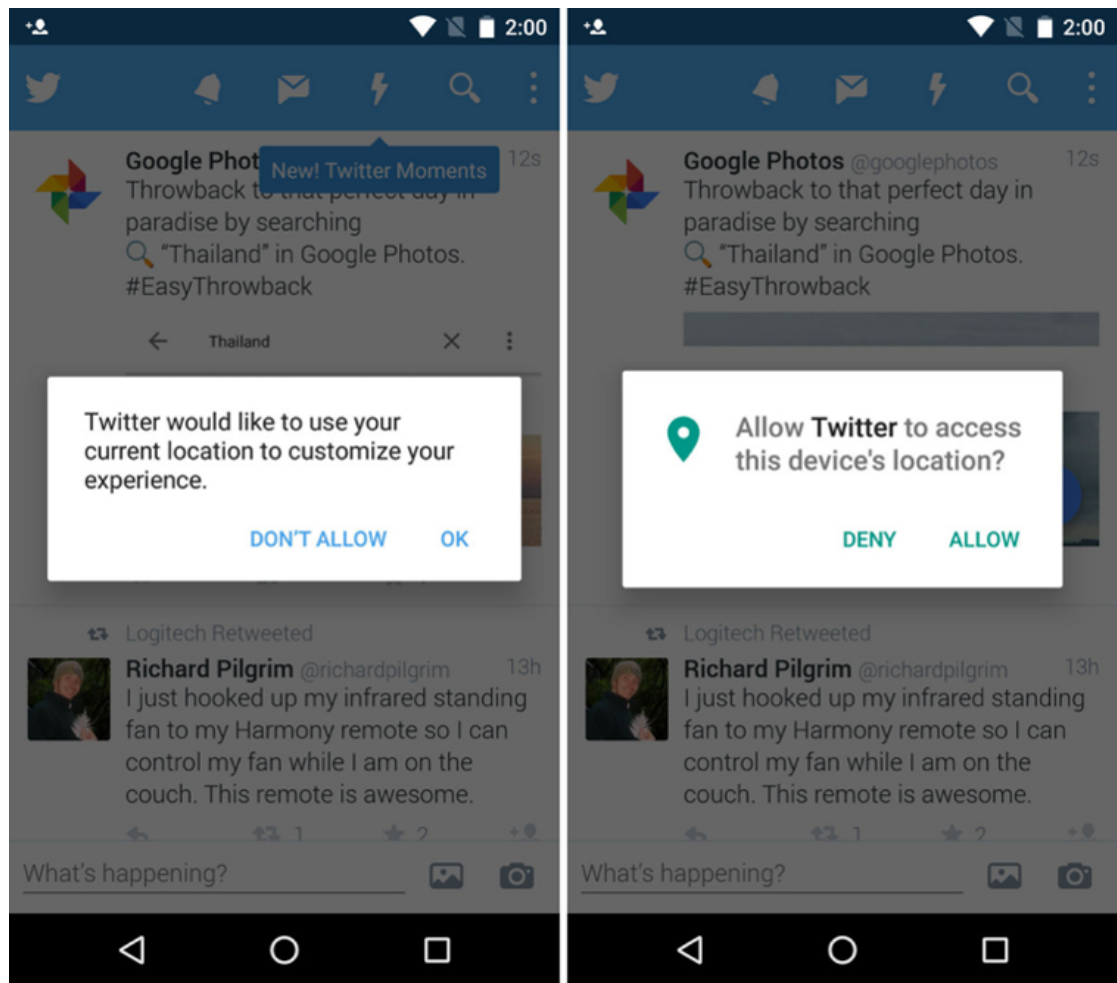 2:00
Google Phot
New! Twitter Moments
12s
Throwback to that perfect day in
paradise by searching
"Thailand" in Google Photos.
#EasyThrowback
Thailand
Twitter would like to use your
current location to customize your
experience.
DON'T ALLOW OK
Logitech Retweeted
Richard Pilgrim @richardpilgrim 13h
I just hooked up my infrared standing
fan to my Harmony remote so I can
control my fan while I am on the
couch. This remote is awesome.
1 2
What's happening?
2:00
Google Photos @googlephotos 12s
Throwback to that perfect day in
paradise by searching
"Thailand" in Google Photos.
#EasyThrowback
Allow Twitter to access
this device's location?
DENY ALLOW
Logitech Retweeted
Richard Pilgrim @richardpilgrim 13h
I just hooked up my infrared standing
fan to my Harmony remote so I can
control my fan while I am on the
couch. This remote is awesome.
1 2
What's happening?